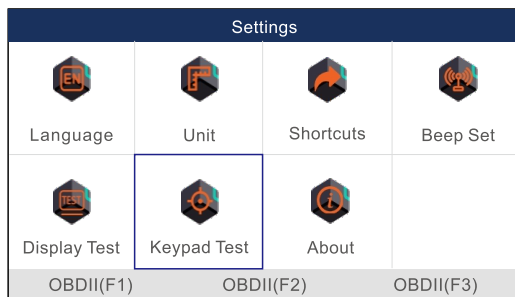 Settings
EN
Language Unit Shortcuts Beep Set
TEST
i
Display Test Keypad Test About
OBDII(F1) OBDII(F2) OBDII(F3)